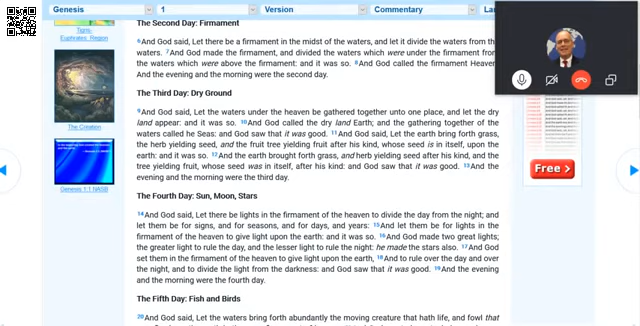 Genesis
1
Version
Commentary
The Second Day: Firmament
6And God said, Let there be a firmament in the midst of the waters, and let it divide the waters from the
waters. 7And God made the firmament, and divided the waters which were under the firmament from
the waters which were above the firmament: and it was so. 8And God called the firmament Heaven.
And the evening and the morning were the second day.
The Third Day: Dry Ground
9And God said, Let the waters under the heaven be gathered together unto one place, and let the dry
land appear: and it was so. 10And God called the dry land Earth; and the gathering together of the
waters called he Seas: and God saw that it was good. 11And God said, Let the earth bring forth grass,
the herb yielding seed, and the fruit tree yielding fruit after his kind, whose seed is in itself, upon the
earth: and it was so. 12And the earth brought forth grass, and herb yielding seed after his kind, and the
tree yielding fruit, whose seed was in itself, after his kind: and God saw that it was good. 13And the
evening and the morning were the third day.
The Fourth Day: Sun, Moon, Stars
14And God said, Let there be lights in the firmament of the heaven to divide the day from the night; and
let them be for signs, and for seasons, and for days, and years: 15And let them be for lights in the
firmament of the heaven to give light upon the earth: and it was so. 16And God made two great lights;
the greater light to rule the day, and the lesser light to rule the night: he made the stars also. 17And God
set them in the firmament of the heaven to give light upon the earth, 18And to rule over the day and over
the night, and to divide the light from the darkness: and God saw that it was good. 19And the evening
and the morning were the fourth day.
The Fifth Day: Fish and Birds
20And God said, Let the waters bring forth abundantly the moving creature that hath life, and fowl that
Tigris-
Euphrates Region
The Creation
Genesis 1:1 NASB
Free >